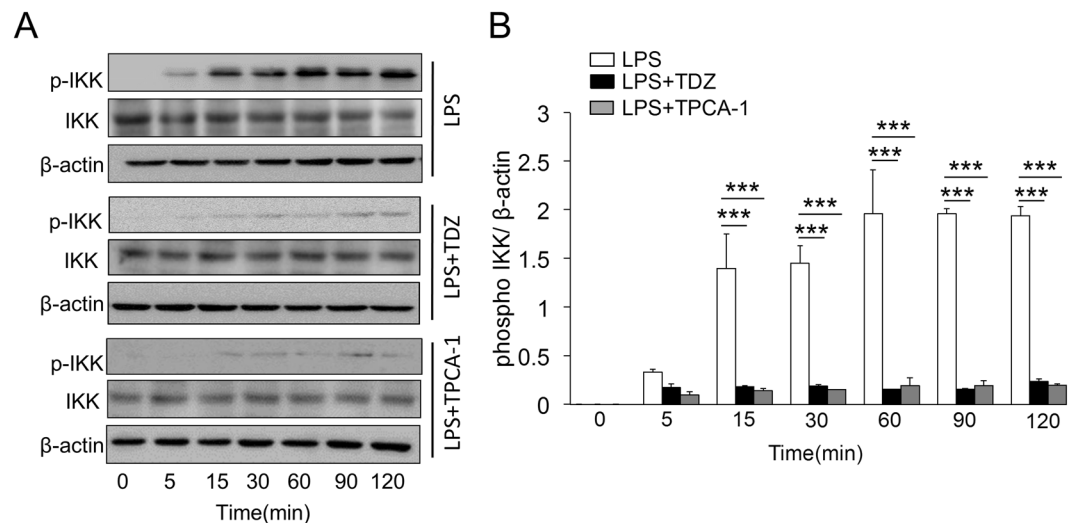 A
p-IKK
IKK
β-actin
LPS
p-IKK
IKK
β-actin
LPS+TDZ
p-IKK
IKK
β-actin
LPS+TPCA-1
0 5 15 30 60 90 120
Time(min)
B
LPS
LPS+TDZ
LPS+TPCA-1
phospho IKK/ β-actin
3
2.5
2
1.5
1
0.5
0
***
***
***
***
***
***
***
***
***
***
0 5 15 30 60 90 120
Time(min)